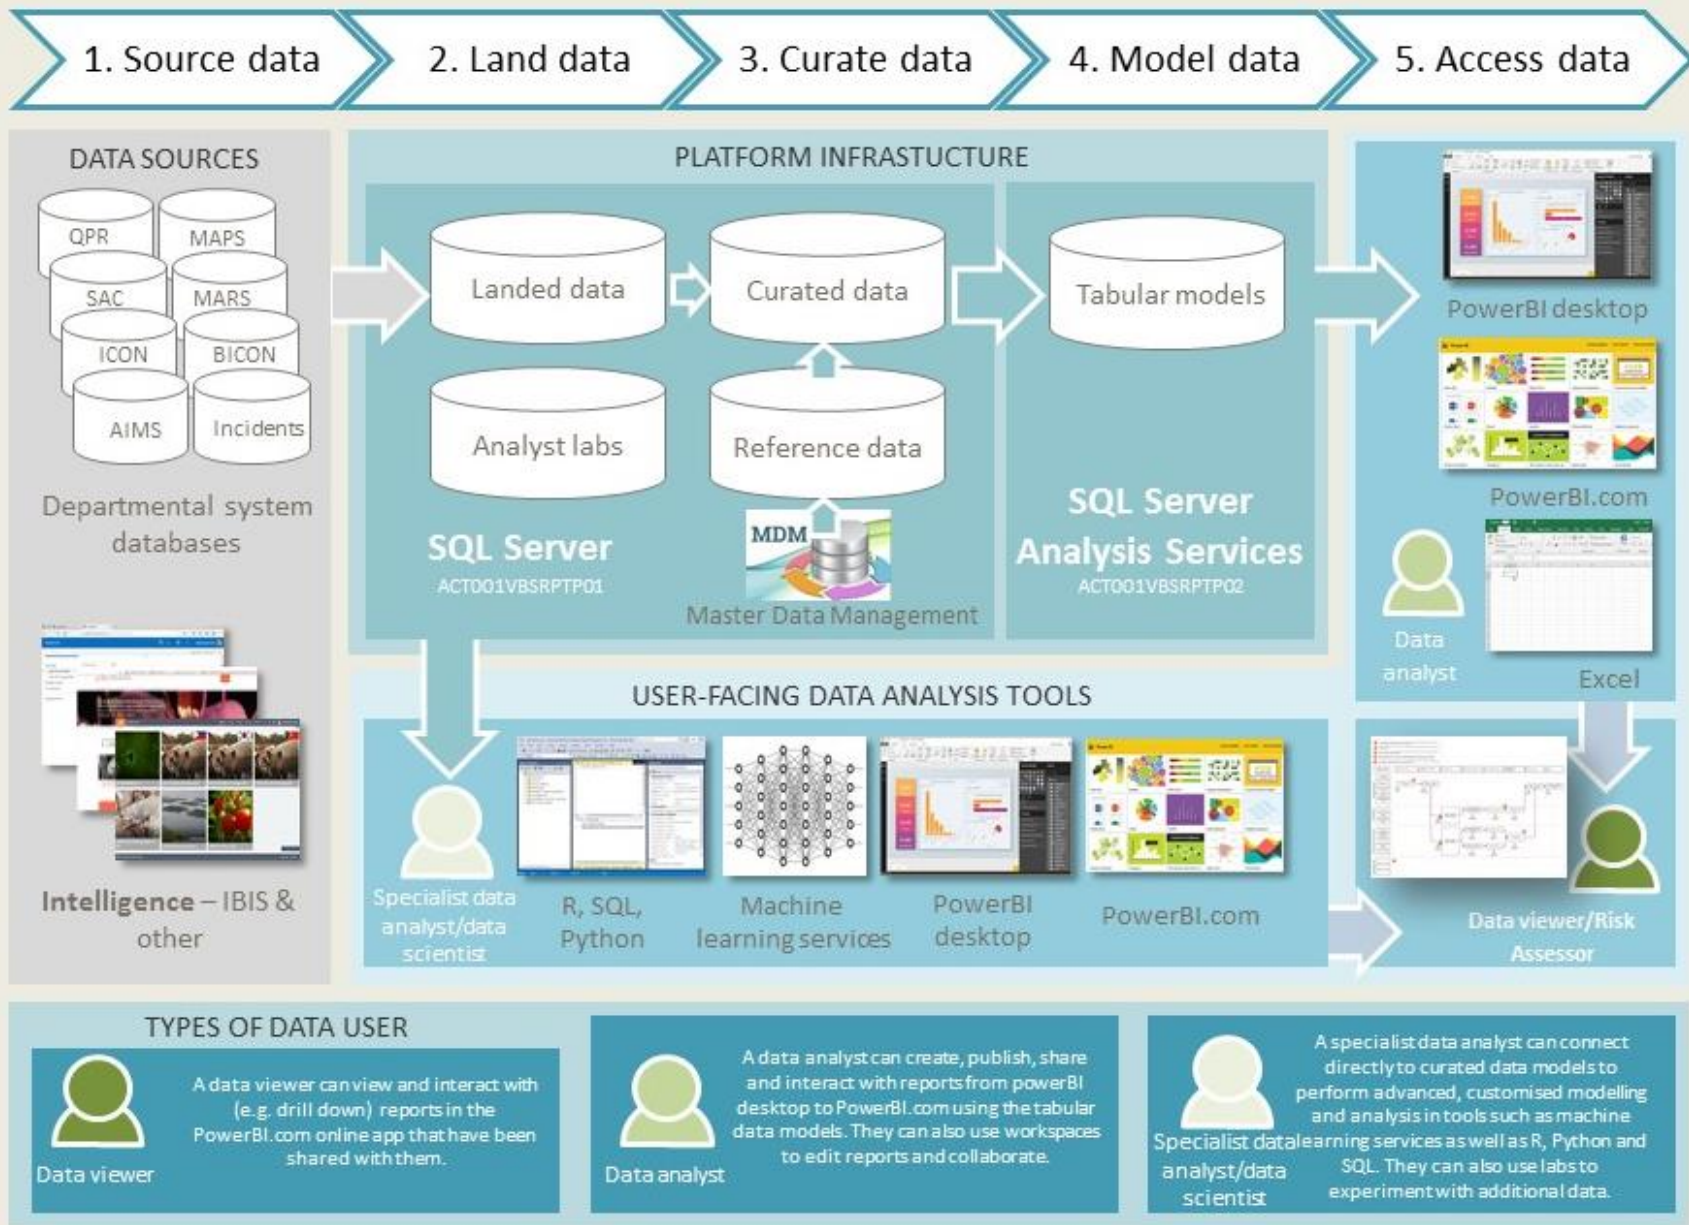 1. Source data
2. Land data
3. Curate data
4. Model data
5. Access data
DATA SOURCES
QPR
MAPS
SAC
MARS
ICON
BICON
AIMS
Incidents
Departmental system
databases
Intelligence – IBIS &
other
PLATFORM INFRASTUCTURE
Landed data
Curated data
Tabular models
Analyst labs
Reference data
SQL Server
ACT001VBSRPTP01
MDM
Master Data Management
SQL Server
Analysis Services
ACT001VBSRPTP02
PowerBI desktop
PowerBI.com
Data
analyst
Excel
USER-FACING DATA ANALYSIS TOOLS
Specialist data
analyst/data
scientist
R, SQL,
Python
Machine
learning services
PowerBI
desktop
PowerBI.com
Data viewer/Risk
Assessor
TYPES OF DATA USER
Data viewer
A data viewer can view and interact with
(e.g. drill down) reports in the
PowerBI.com online app that have been
shared with them.
Data analyst
A data analyst can create, publish, share
and interact with reports from powerBI
desktop to PowerBI.com using the tabular
data models. They can also use workspaces
to edit reports and collaborate.
Specialist data
analyst/data
scientist
A specialist data analyst can connect
directly to curated data models to
perform advanced, customised modelling
and analysis in tools such as machine
learning services as well as R, Python and
SQL. They can also use labs to
experiment with additional data.